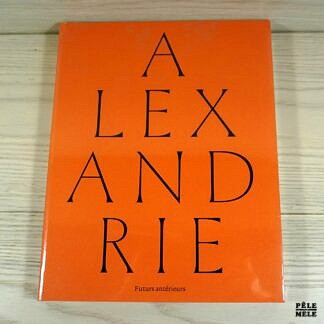 A
LEX
AND
RIE
Futurs antérieurs
PÊLE
MÊLE